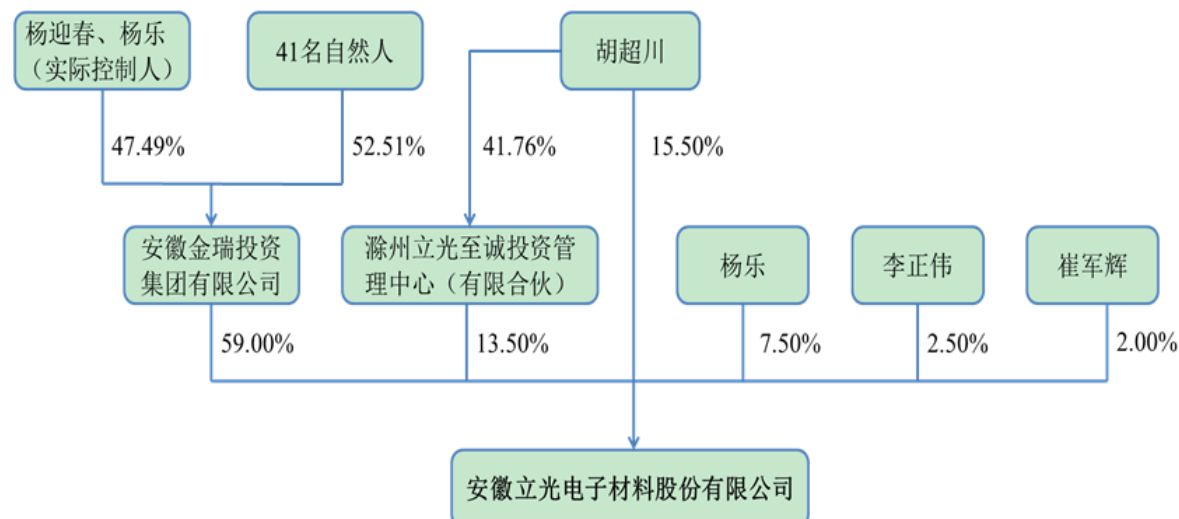 杨迎春、杨乐
（实际控制人）
41名自然人
胡超川
47.49%
52.51%
41.76%
15.50%
安徽金瑞投资
集团有限公司
滁州立光至诚投资管
理中心（有限合伙）
杨乐
李正伟
崔军辉
59.00%
13.50%
7.50%
2.50%
2.00%
安徽立光电子材料股份有限公司